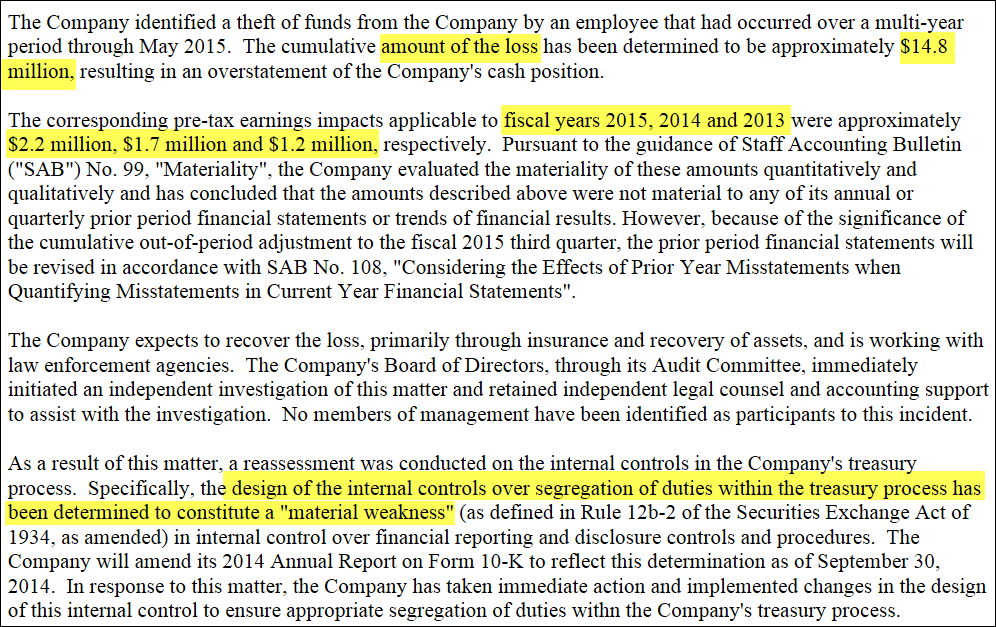 The Company identified a theft of funds from the Company by an employee that had occurred over a multi-year
period through May 2015.  The cumulative amount of the loss has been determined to be approximately $14.8
million, resulting in an overstatement of the Company's cash position.
The corresponding pre-tax earnings impacts applicable to fiscal years 2015, 2014 and 2013 were approximately
$2.2 million, $1.7 million and $1.2 million, respectively.  Pursuant to the guidance of Staff Accounting Bulletin
("SAB") No. 99, "Materiality", the Company evaluated the materiality of these amounts quantitatively and
qualitatively and has concluded that the amounts described above were not material to any of its annual or
quarterly prior period financial statements or trends of financial results. However, because of the significance of
the cumulative out-of-period adjustment to the fiscal 2015 third quarter, the prior period financial statements will
be revised in accordance with SAB No. 108, "Considering the Effects of Prior Year Misstatements when
Quantifying Misstatements in Current Year Financial Statements".
The Company expects to recover the loss, primarily through insurance and recovery of assets, and is working with
law enforcement agencies.  The Company's Board of Directors, through its Audit Committee, immediately
initiated an independent investigation of this matter and retained independent legal counsel and accounting support
to assist with the investigation.  No members of management have been identified as participants to this incident.
As a result of this matter, a reassessment was conducted on the internal controls in the Company's treasury
process.  Specifically, the design of the internal controls over segregation of duties within the treasury process has
been determined to constitute a "material weakness" (as defined in Rule 12b-2 of the Securities Exchange Act of
1934, as amended) in internal control over financial reporting and disclosure controls and procedures.  The
Company will amend its 2014 Annual Report on Form 10-K to reflect this determination as of September 30,
2014.  In response to this matter, the Company has taken immediate action and implemented changes in the design
of this internal control to ensure appropriate segregation of duties withn the Company's treasury process.